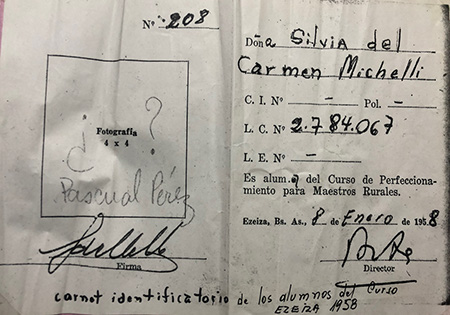 Nº 208
Fotografía
4 x 4
¿ ?
Pascual Pérez
Firma
Doña Silvia del
Carmen Michelli
C. I. Nº - Pol. -
L. C. Nº 2.784.067
L. E. Nº -
Es alum.a del Curso de Perfecciona-
miento para Maestros Rurales.
Ezeiza, Bs. As., 8 de Enero de 1958
Director
carnet identificatorio de los alumnos del Curso
EZEIZA 1958